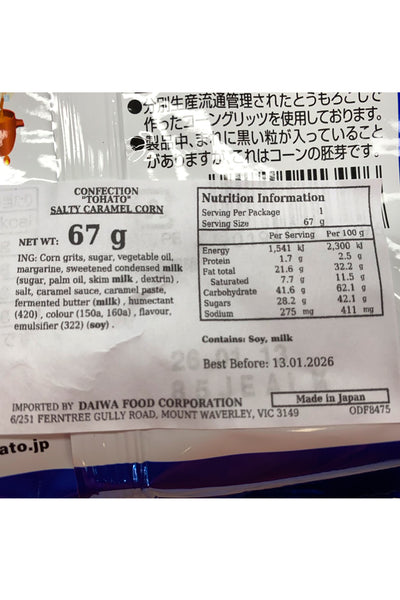 ●分別生産流通管理されたとうもろこしで
作ったコーングリッツを使用しております。
●製品中、まれに黒い粒が入っていること
がありますが、これはコーンの胚芽です。
CONFECTION
"TOHATO"
SALTY CARAMEL CORN
NET WT: 67 g
ING: Corn grits, sugar, vegetable oil,
margarine, sweetened condensed milk
(sugar, palm oil, skim milk, dextrin),
salt, caramel sauce, caramel paste,
fermented butter (milk), humectant
(420), colour (150a, 160a), flavour,
emulsifier (322) (soy).
Nutrition Information
Serving Per Package 1
Serving Size 67 g
Per Serving Per 100 g
Energy 1,541 kJ 2,300 kJ
Protein 1.7 g 2.5 g
Fat total 21.6 g 32.2 g
Saturated 7.7 g 11.5 g
Carbohydrate 41.6 g 62.1 g
Sugars 28.2 g 42.1 g
Sodium 275 mg 411 mg
Contains: Soy, milk
Best Before: 13.01.2026
Made in Japan
ODF8475
IMPORTED BY DAIWA FOOD CORPORATION
6/251 FERNTREE GULLY ROAD, MOUNT WAVERLEY, VIC 3149
ato.jp